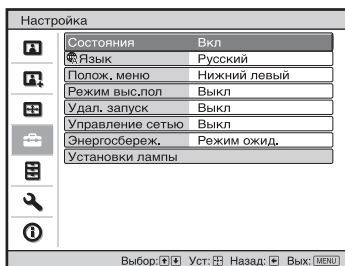 Настройка
Состояния Вкл
Язык Русский
Полож. меню Нижний левый
Режим выс.пол Выкл
Удал. запуск Выкл
Управление сетью Выкл
Энергосбереж. Режим ожид.
Установки лампы
Выбор: Уст: Назад: Вых: MENU